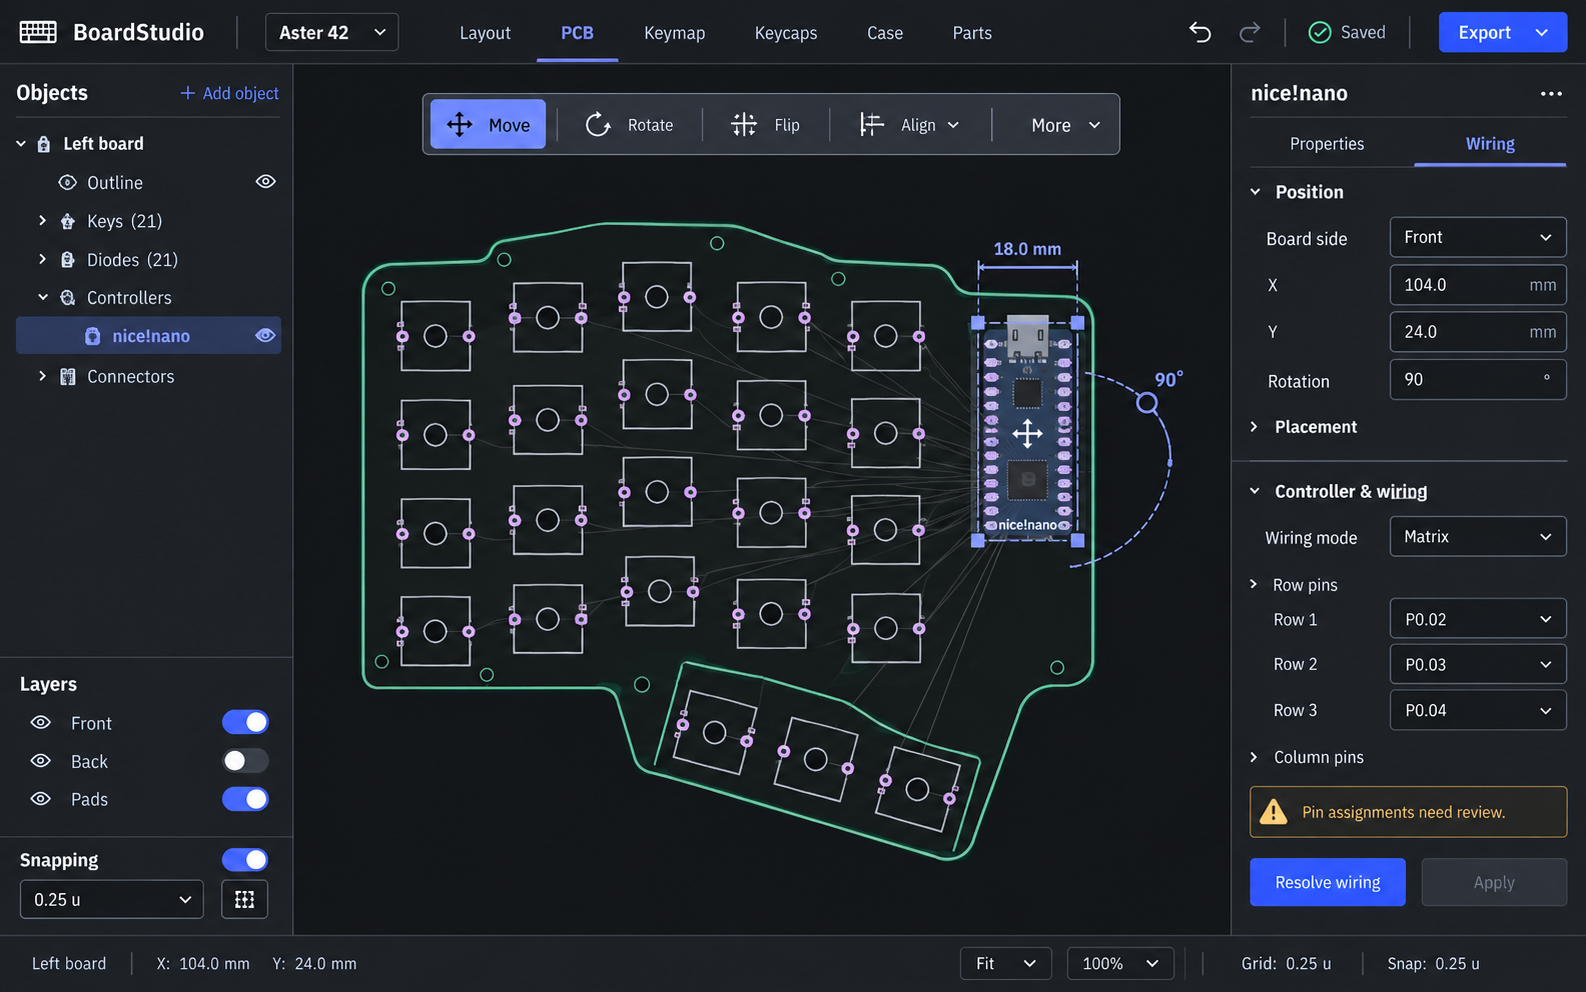 BoardStudio
Aster 42
Layout
PCB
Keymap
Keycaps
Case
Parts
Saved
Export
Objects
+ Add object
Left board
Outline
Keys (21)
Diodes (21)
Controllers
nice!nano
Connectors
Layers
Front
Back
Pads
Snapping
0.25 u
Move
Rotate
Flip
Align
More
18.0 mm
90°
nice!nano
nice!nano
Properties
Wiring
Position
Board side
Front
X
104.0 mm
Y
24.0 mm
Rotation
90 °
Placement
Controller & wiring
Wiring mode
Matrix
Row pins
Row 1
P0.02
Row 2
P0.03
Row 3
P0.04
Column pins
Pin assignments need review.
Resolve wiring
Apply
Left board
X: 104.0 mm
Y: 24.0 mm
Fit
100%
Grid: 0.25 u
Snap: 0.25 u